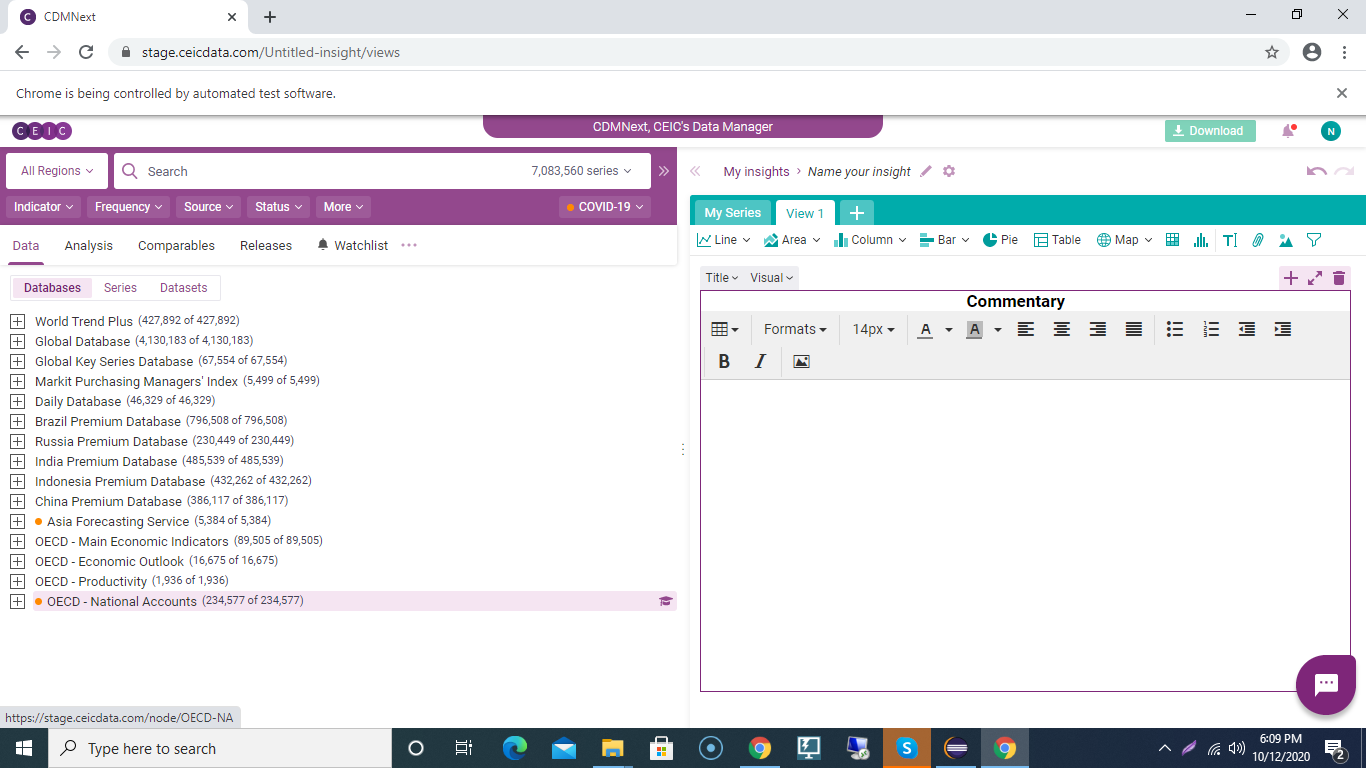 CDMNext
stage.ceicdata.com/Untitled-insight/views
Chrome is being controlled by automated test software.
CEIC
CDMNext, CEIC's Data Manager
Download
N
All Regions
Search
7,083,560 series
My insights > Name your insight
Indicator
Frequency
Source
Status
More
COVID-19
My Series
View 1
Data
Analysis
Comparables
Releases
Watchlist
Line
Area
Column
Bar
Pie
Table
Map
Databases
Series
Datasets
Title
Visual
Commentary
World Trend Plus (427,892 of 427,892)
Global Database (4,130,183 of 4,130,183)
Global Key Series Database (67,554 of 67,554)
Markit Purchasing Managers' Index (5,499 of 5,499)
Daily Database (46,329 of 46,329)
Brazil Premium Database (796,508 of 796,508)
Russia Premium Database (230,449 of 230,449)
India Premium Database (485,539 of 485,539)
Indonesia Premium Database (432,262 of 432,262)
China Premium Database (386,117 of 386,117)
Asia Forecasting Service (5,384 of 5,384)
OECD - Main Economic Indicators (89,505 of 89,505)
OECD - Economic Outlook (16,675 of 16,675)
OECD - Productivity (1,936 of 1,936)
OECD - National Accounts (234,577 of 234,577)
Formats
14px
A
A
B
I
https://stage.ceicdata.com/node/OECD-NA
Type here to search
6:09 PM
10/12/2020
2